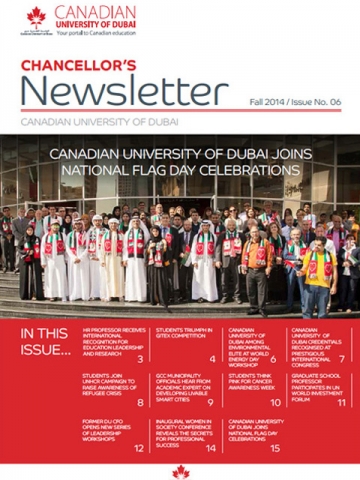 CANADIAN
UNIVERSITY OF DUBAI
Your portal to Canadian education
CHANCELLOR'S
Newsletter
Fall 2014 / Issue No. 06
CANADIAN UNIVERSITY OF DUBAI
CANADIAN UNIVERSITY OF DUBAI JOINS
NATIONAL FLAG DAY CELEBRATIONS
IN THIS
ISSUE...
HR PROFESSOR RECEIVES
INTERNATIONAL
RECOGNITION FOR
EDUCATION LEADERSHIP
AND RESEARCH
3
STUDENTS TRIUMPH IN
GITEX COMPETITION
4
CANADIAN
UNIVERSITY OF
DUBAI AMONG
ENVIRONMENTAL
ELITE AT WORLD
ENERGY DAY
WORKSHOP
6
CANADIAN
UNIVERSITY OF
DUBAI CREDENTIALS
RECOGNISED AT
PRESTIGIOUS
INTERNATIONAL
CONGRESS
7
STUDENTS JOIN
UNHCR CAMPAIGN TO
RAISE AWARENESS OF
REFUGEE CRISIS
8
GCC MUNICIPALITY
OFFICIALS HEAR FROM
ACADEMIC EXPERT ON
DEVELOPING LIVABLE
SMART CITIES
9
STUDENTS THINK
PINK FOR CANCER
AWARENESS WEEK
10
GRADUATE SCHOOL
PROFESSOR
PARTICIPATES IN UN
WORLD INVESTMENT
FORUM
11
FORMER DU CFO
OPENS NEW SERIES
OF LEADERSHIP
WORKSHOPS
12
INAUGURAL WOMEN IN
SOCIETY CONFERENCE
REVEALS THE SECRETS
FOR PROFESSIONAL
SUCCESS
14
CANADIAN UNIVERSITY
OF DUBAI JOINS
NATIONAL FLAG DAY
CELEBRATIONS
15